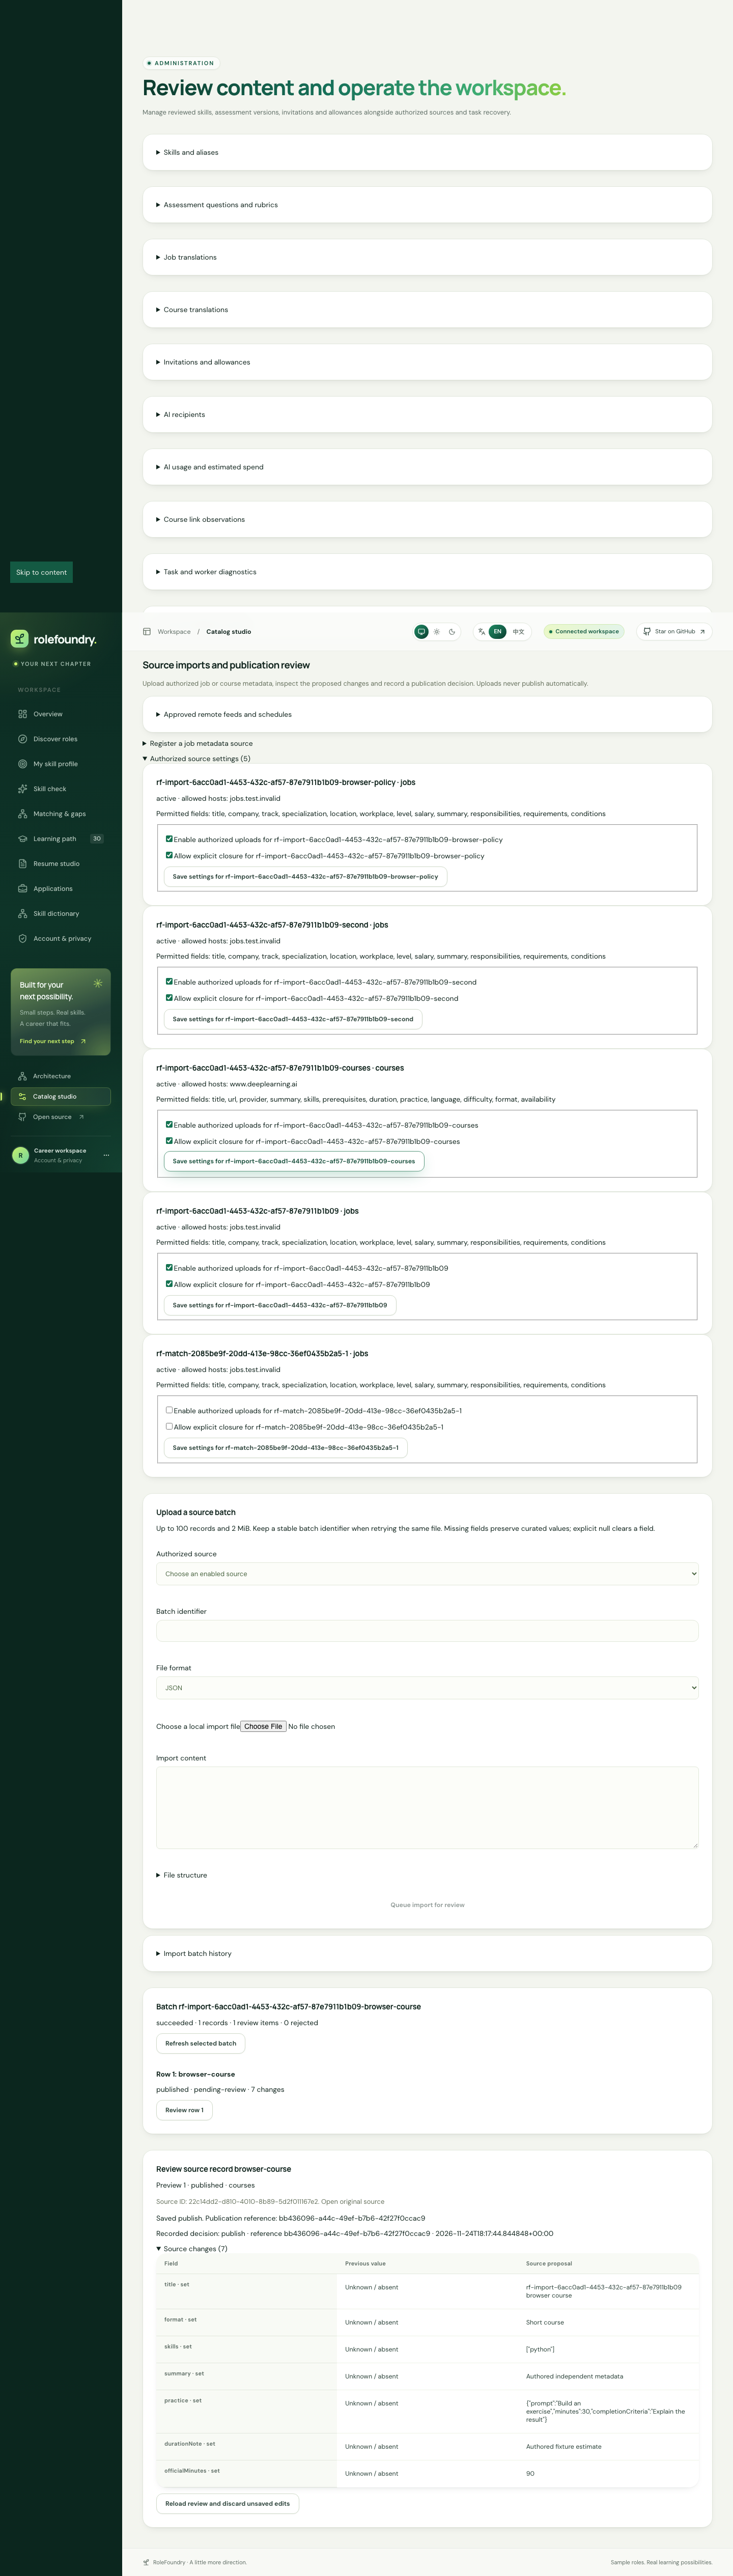 ADMINISTRATION
Review content and operate the workspace.
Manage reviewed skills, assessment versions, invitations and allowances alongside authorized sources and task recovery.
Skills and aliases
Assessment questions and rubrics
Job translations
Course translations
Invitations and allowances
AI recipients
AI usage and estimated spend
Course link observations
Task and worker diagnostics
Skip to content
rolefoundry.
YOUR NEXT CHAPTER
WORKSPACE
Overview
Discover roles
My skill profile
Skill check
Matching & gaps
Learning path 30
Resume studio
Applications
Skill dictionary
Account & privacy
Built for your
next possibility.
Small steps. Real skills.
A career that fits.
Find your next step
Architecture
Catalog studio
Open source
R
Career workspace
Account & privacy
Workspace / Catalog studio
EN 中文
Connected workspace
Star on GitHub
Source imports and publication review
Upload authorized job or course metadata, inspect the proposed changes and record a publication decision. Uploads never publish automatically.
Approved remote feeds and schedules
Register a job metadata source
Authorized source settings (5)
rf-import-6acc0ad1-4453-432c-af57-87e7911b1b09-browser-policy · jobs
active · allowed hosts: jobs.test.invalid
Permitted fields: title, company, track, specialization, location, workplace, level, salary, summary, responsibilities, requirements, conditions
Enable authorized uploads for rf-import-6acc0ad1-4453-432c-af57-87e7911b1b09-browser-policy
Allow explicit closure for rf-import-6acc0ad1-4453-432c-af57-87e7911b1b09-browser-policy
Save settings for rf-import-6acc0ad1-4453-432c-af57-87e7911b1b09-browser-policy
rf-import-6acc0ad1-4453-432c-af57-87e7911b1b09-second · jobs
active · allowed hosts: jobs.test.invalid
Permitted fields: title, company, track, specialization, location, workplace, level, salary, summary, responsibilities, requirements, conditions
Enable authorized uploads for rf-import-6acc0ad1-4453-432c-af57-87e7911b1b09-second
Allow explicit closure for rf-import-6acc0ad1-4453-432c-af57-87e7911b1b09-second
Save settings for rf-import-6acc0ad1-4453-432c-af57-87e7911b1b09-second
rf-import-6acc0ad1-4453-432c-af57-87e7911b1b09-courses · courses
active · allowed hosts: www.deeplearning.ai
Permitted fields: title, url, provider, summary, skills, prerequisites, duration, practice, language, difficulty, format, availability
Enable authorized uploads for rf-import-6acc0ad1-4453-432c-af57-87e7911b1b09-courses
Allow explicit closure for rf-import-6acc0ad1-4453-432c-af57-87e7911b1b09-courses
Save settings for rf-import-6acc0ad1-4453-432c-af57-87e7911b1b09-courses
rf-import-6acc0ad1-4453-432c-af57-87e7911b1b09 · jobs
active · allowed hosts: jobs.test.invalid
Permitted fields: title, company, track, specialization, location, workplace, level, salary, summary, responsibilities, requirements, conditions
Enable authorized uploads for rf-import-6acc0ad1-4453-432c-af57-87e7911b1b09
Allow explicit closure for rf-import-6acc0ad1-4453-432c-af57-87e7911b1b09
Save settings for rf-import-6acc0ad1-4453-432c-af57-87e7911b1b09
rf-match-2085be9f-20dd-413e-98cc-36ef0435b2a5-1 · jobs
active · allowed hosts: jobs.test.invalid
Permitted fields: title, company, track, specialization, location, workplace, level, salary, summary, responsibilities, requirements, conditions
Enable authorized uploads for rf-match-2085be9f-20dd-413e-98cc-36ef0435b2a5-1
Allow explicit closure for rf-match-2085be9f-20dd-413e-98cc-36ef0435b2a5-1
Save settings for rf-match-2085be9f-20dd-413e-98cc-36ef0435b2a5-1
Upload a source batch
Up to 100 records and 2 MiB. Keep a stable batch identifier when retrying the same file. Missing fields preserve curated values; explicit null clears a field.
Authorized source
Choose an enabled source
Batch identifier
File format
JSON
Choose a local import file Choose File No file chosen
Import content
File structure
Queue import for review
Import batch history
Batch rf-import-6acc0ad1-4453-432c-af57-87e7911b1b09-browser-course
succeeded · 1 records · 1 review items · 0 rejected
Refresh selected batch
Row 1: browser-course
published · pending-review · 7 changes
Review row 1
Review source record browser-course
Preview 1 · published · courses
Source ID: 22c14dd2-d810-4010-8b89-5d2f011167e2. Open original source
Saved publish. Publication reference: bb436096-a44c-49ef-b7b6-42f27f0ccac9
Recorded decision: publish · reference bb436096-a44c-49ef-b7b6-42f27f0ccac9 · 2026-11-24T18:17:44.844848+00:00
Source changes (7)
Field Previous value Source proposal
title · set Unknown / absent rf-import-6acc0ad1-4453-432c-af57-87e7911b1b09
browser course
format · set Unknown / absent Short course
skills · set Unknown / absent ["python"]
summary · set Unknown / absent Authored independent metadata
practice · set Unknown / absent {"prompt":"Build an
exercise","minutes":30,"completionCriteria":"Explain the
result"}
durationNote · set Unknown / absent Authored fixture estimate
officialMinutes · set Unknown / absent 90
Reload review and discard unsaved edits
RoleFoundry · A little more direction.
Sample roles. Real learning possibilities.